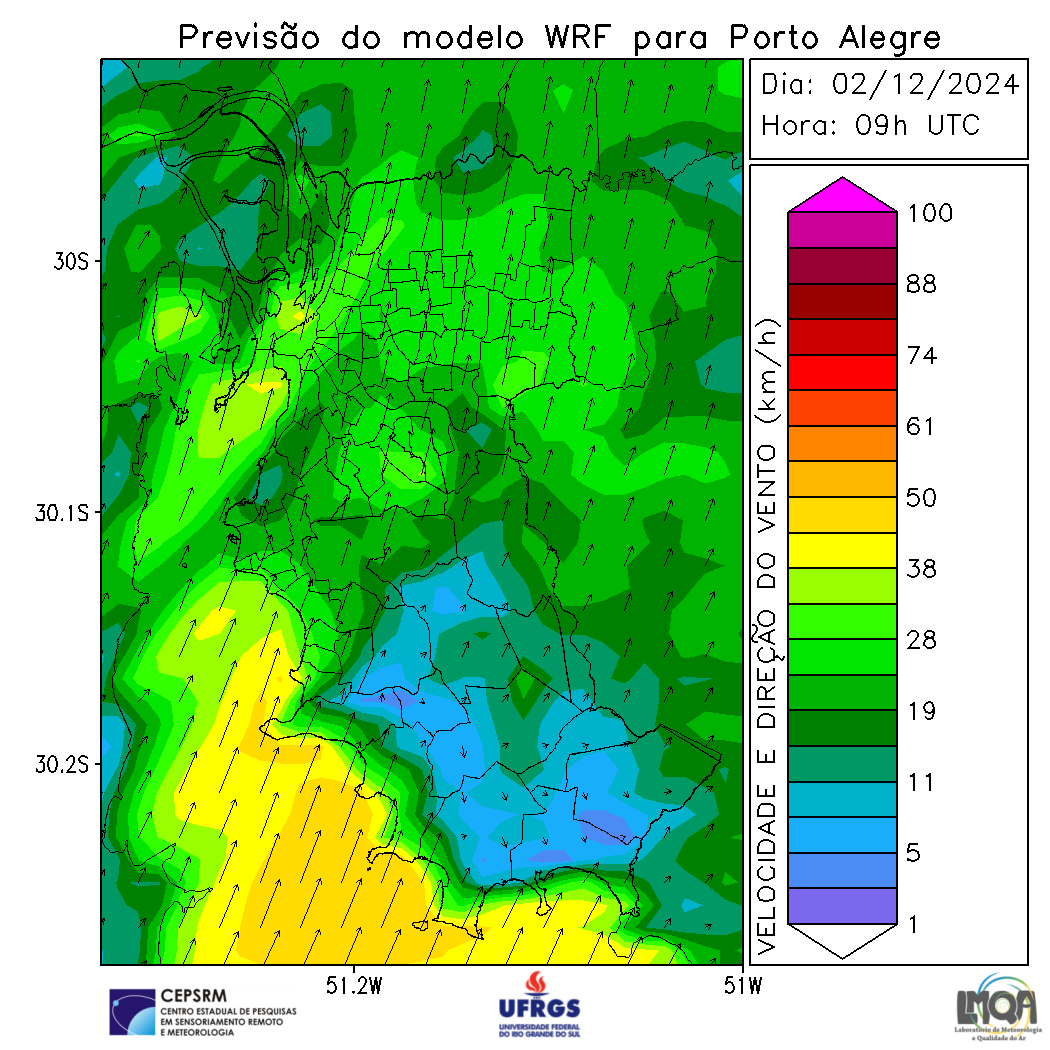 Previsão do modelo WRF para Porto Alegre
Dia: 02/12/2024
Hora: 09h UTC
30S
30.1S
30.2S
51.2W
51W
VELOCIDADE E DIREÇÃO DO VENTO (km/h)
100
88
74
61
50
38
28
19
11
5
1
CEPSRM
CENTRO ESTADUAL DE PESQUISAS
EM SENSORIAMENTO REMOTO
E METEOROLOGIA
UFRGS
UNIVERSIDADE FEDERAL
DO RIO GRANDE DO SUL
LMQA
Laboratório de Meteorologia
e Qualidade do Ar